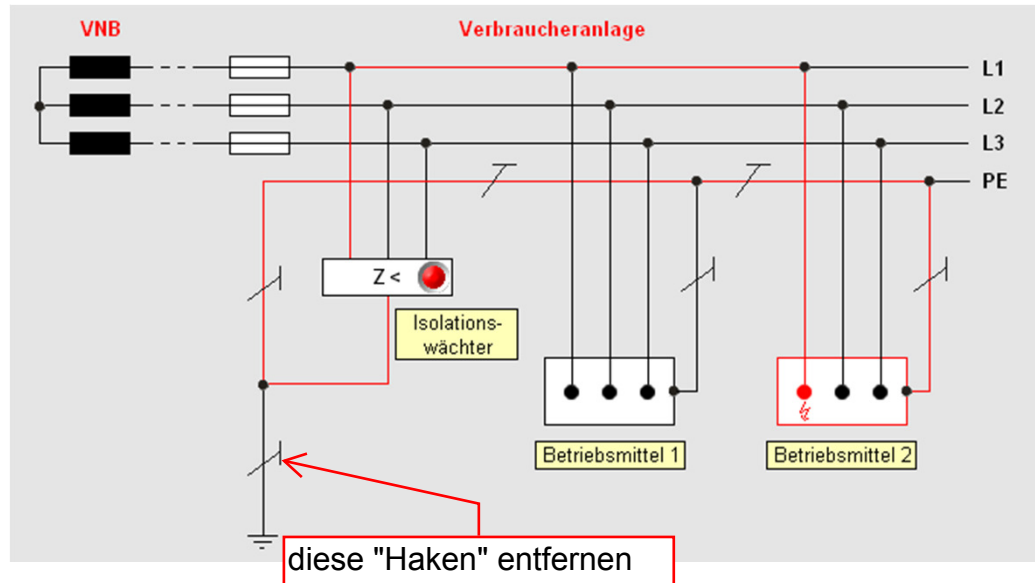 VNB
Verbraucheranlage
L1
L2
L3
PE
Z <
Isolations-
wächter
Betriebsmittel 1
Betriebsmittel 2
diese "Haken" entfernen